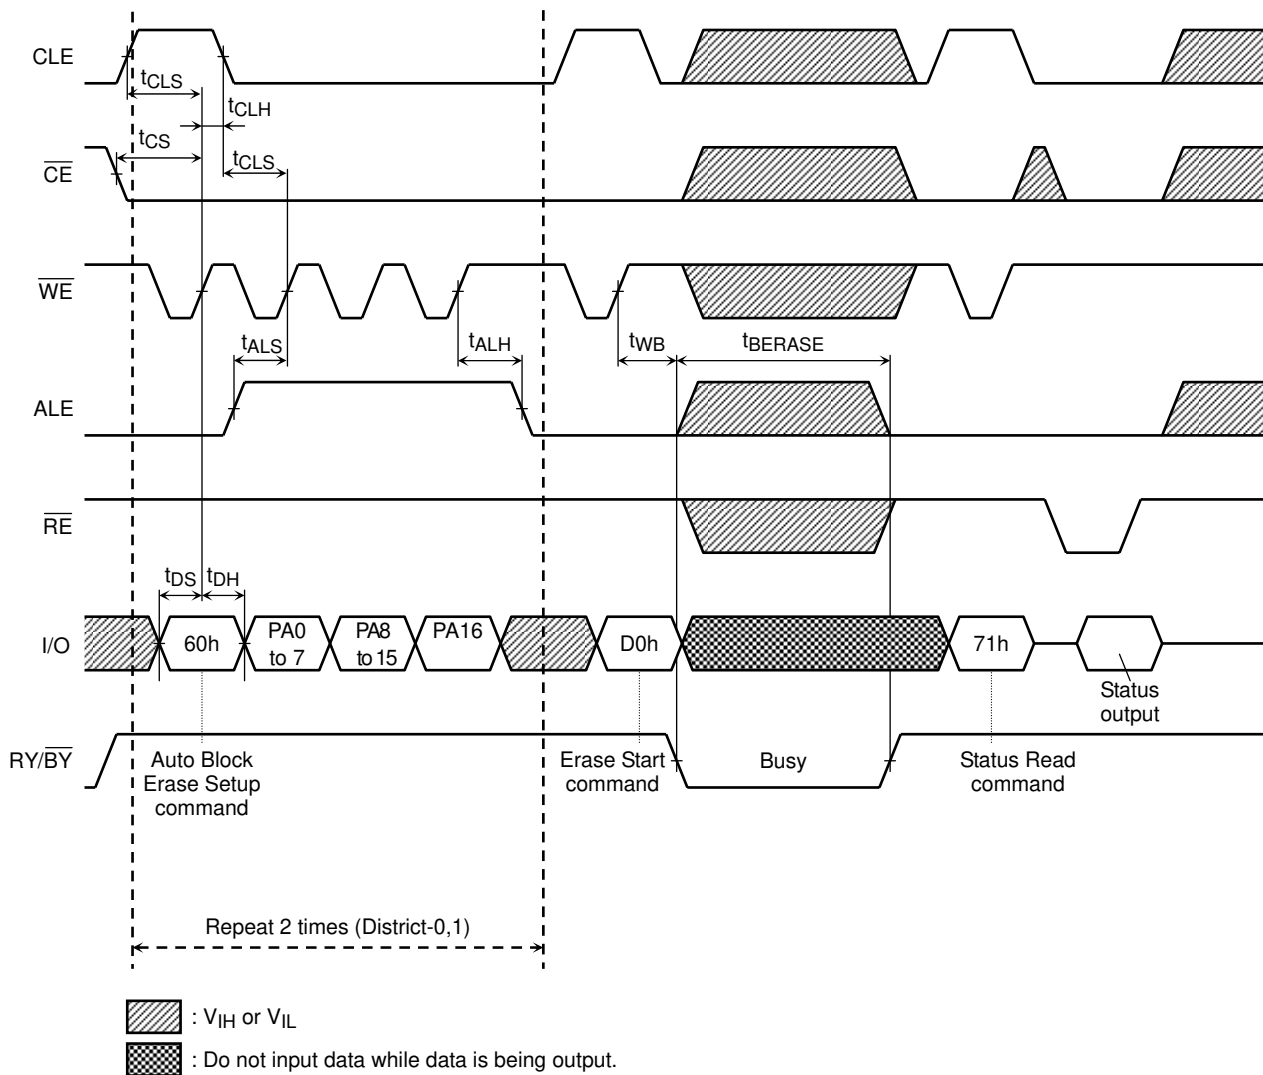 CLE
tCLS
tCLH
tCS
CE
tCLS
WE
tALS
tALH
tWB
tBERASE
ALE
RE
tDS
tDH
I/O
60h
PA0
to 7
PA8
to 15
PA16
D0h
71h
Status
output
RY/BY
Auto Block
Erase Setup
command
Erase Start
command
Busy
Status Read
command
Repeat 2 times (District-0,1)
: VIH or VIL
: Do not input data while data is being output.